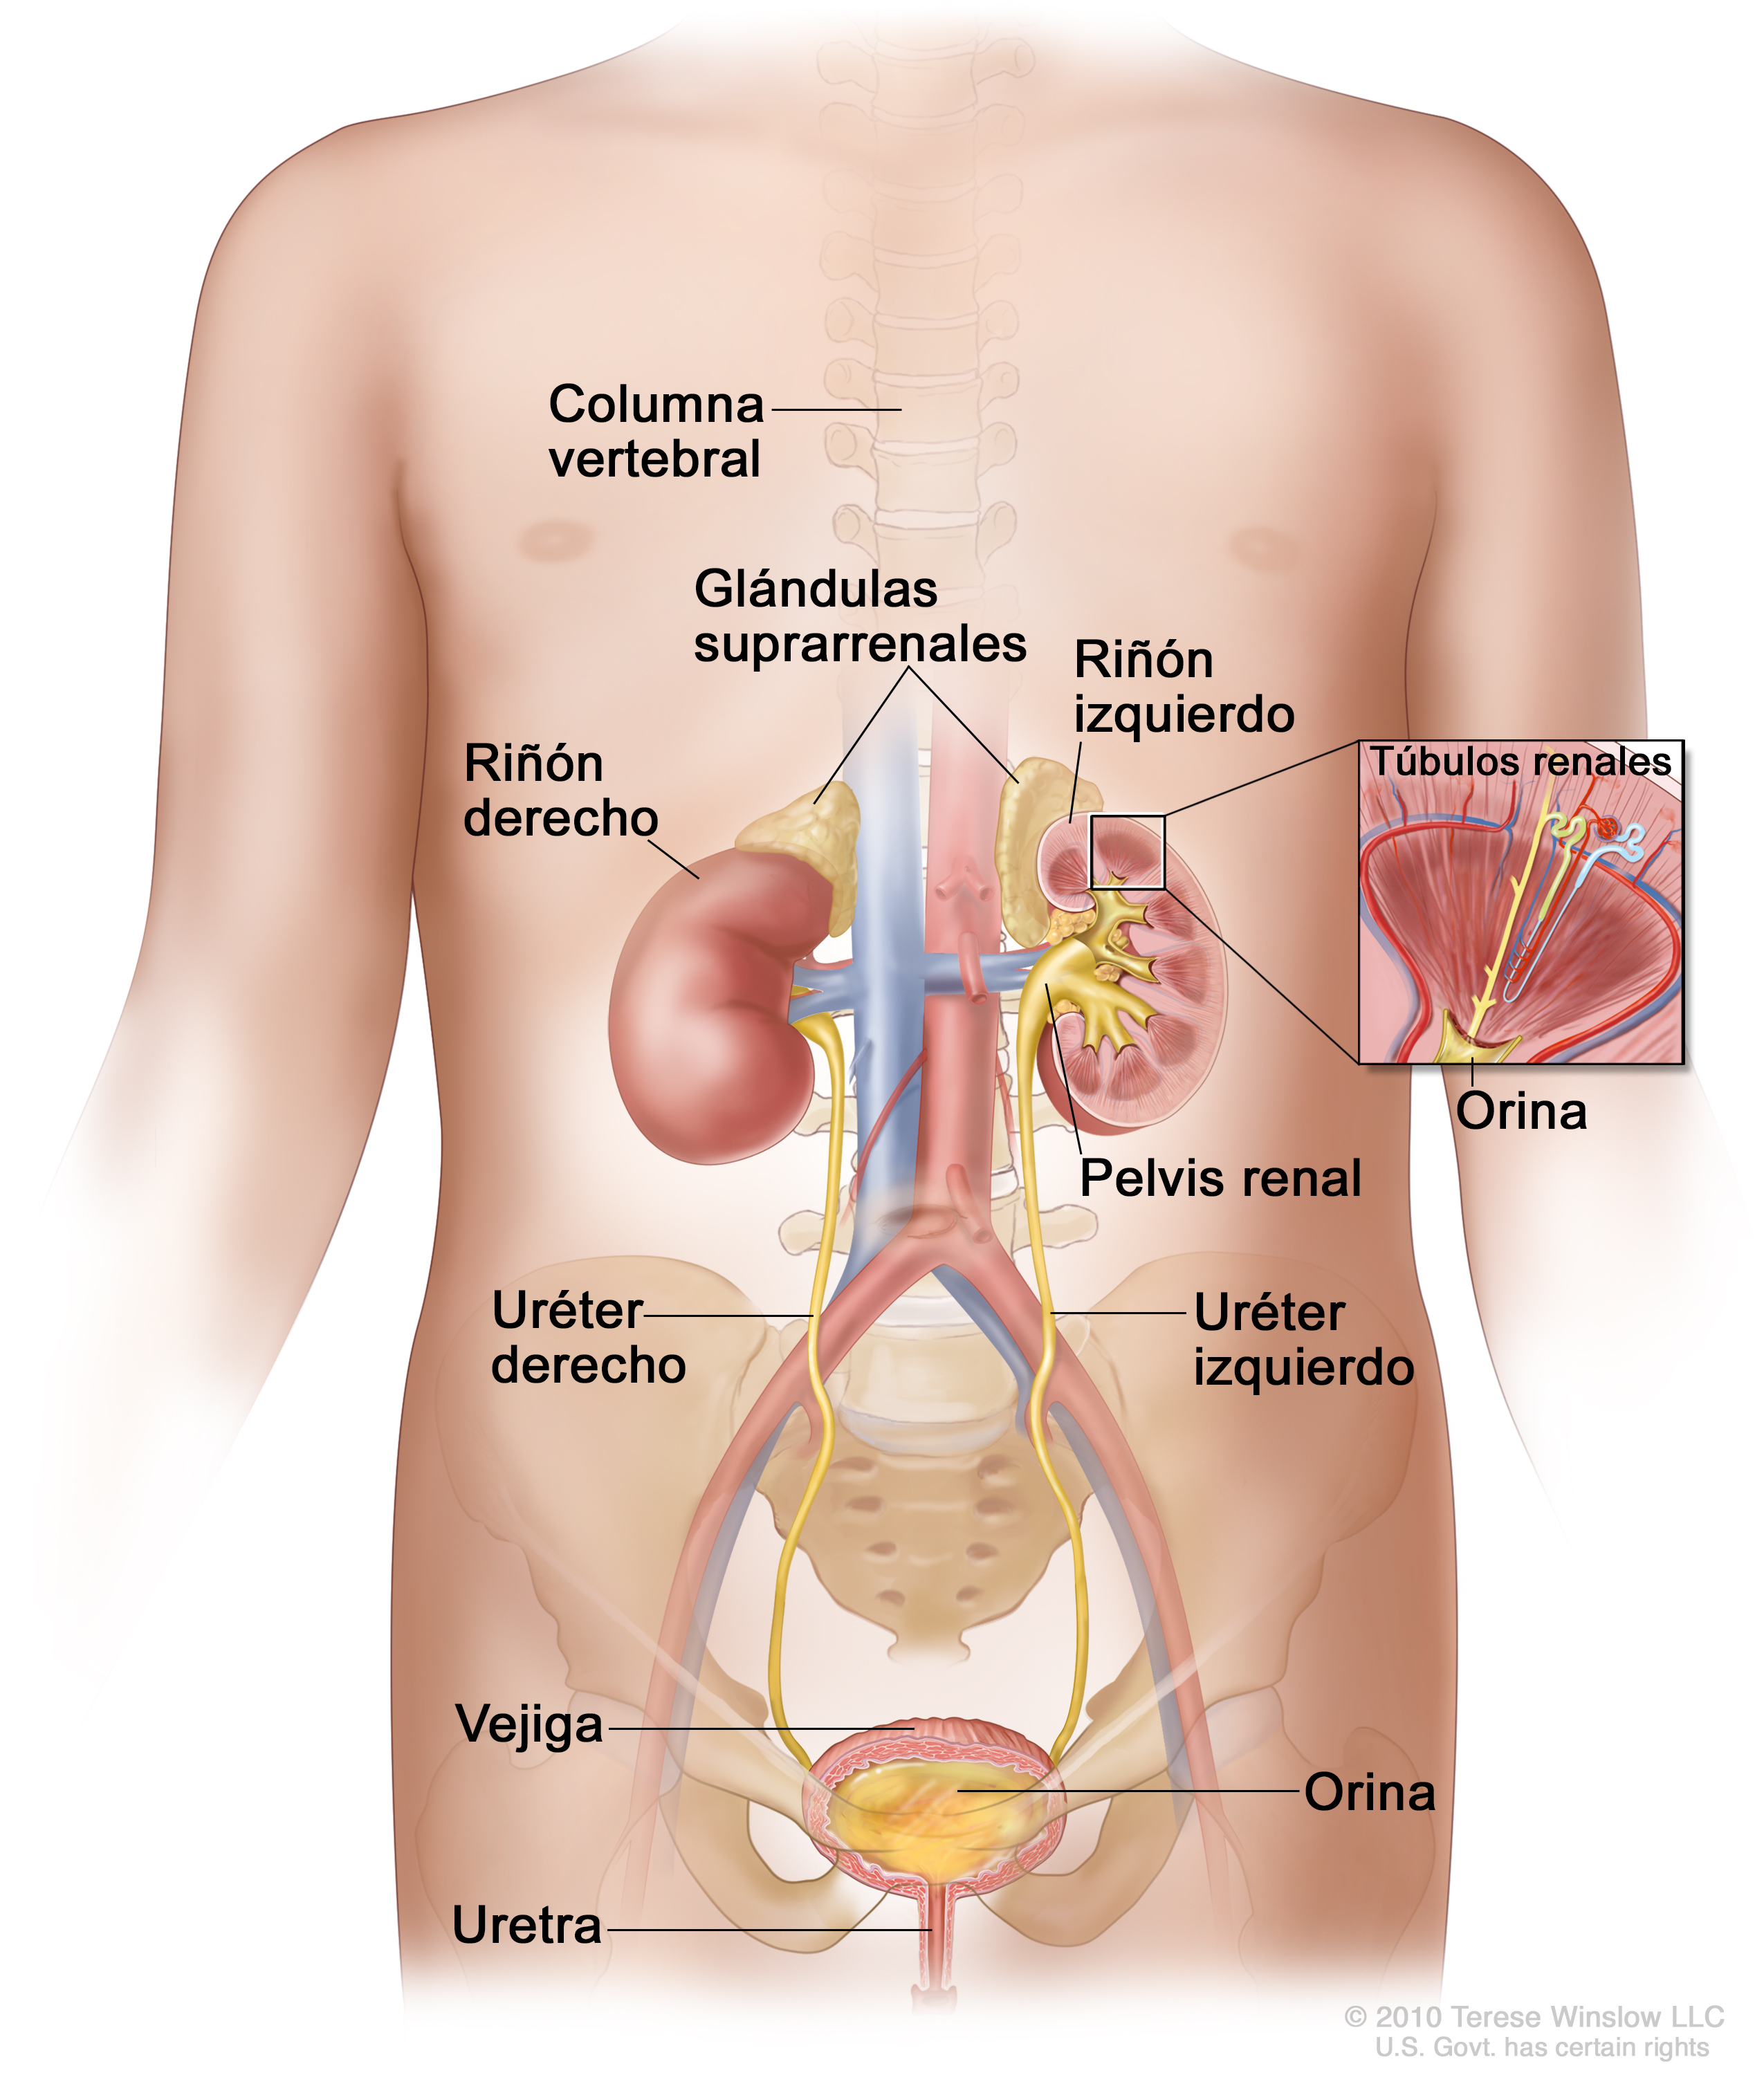 Columna
vertebral
Glándulas
suprarrenales
Riñón
izquierdo
Riñón
derecho
Túbulos renales
Orina
Pelvis renal
Uréter
derecho
Uréter
izquierdo
Vejiga
Orina
Uretra
© 2010 Terese Winslow LLC
U.S. Govt. has certain rights